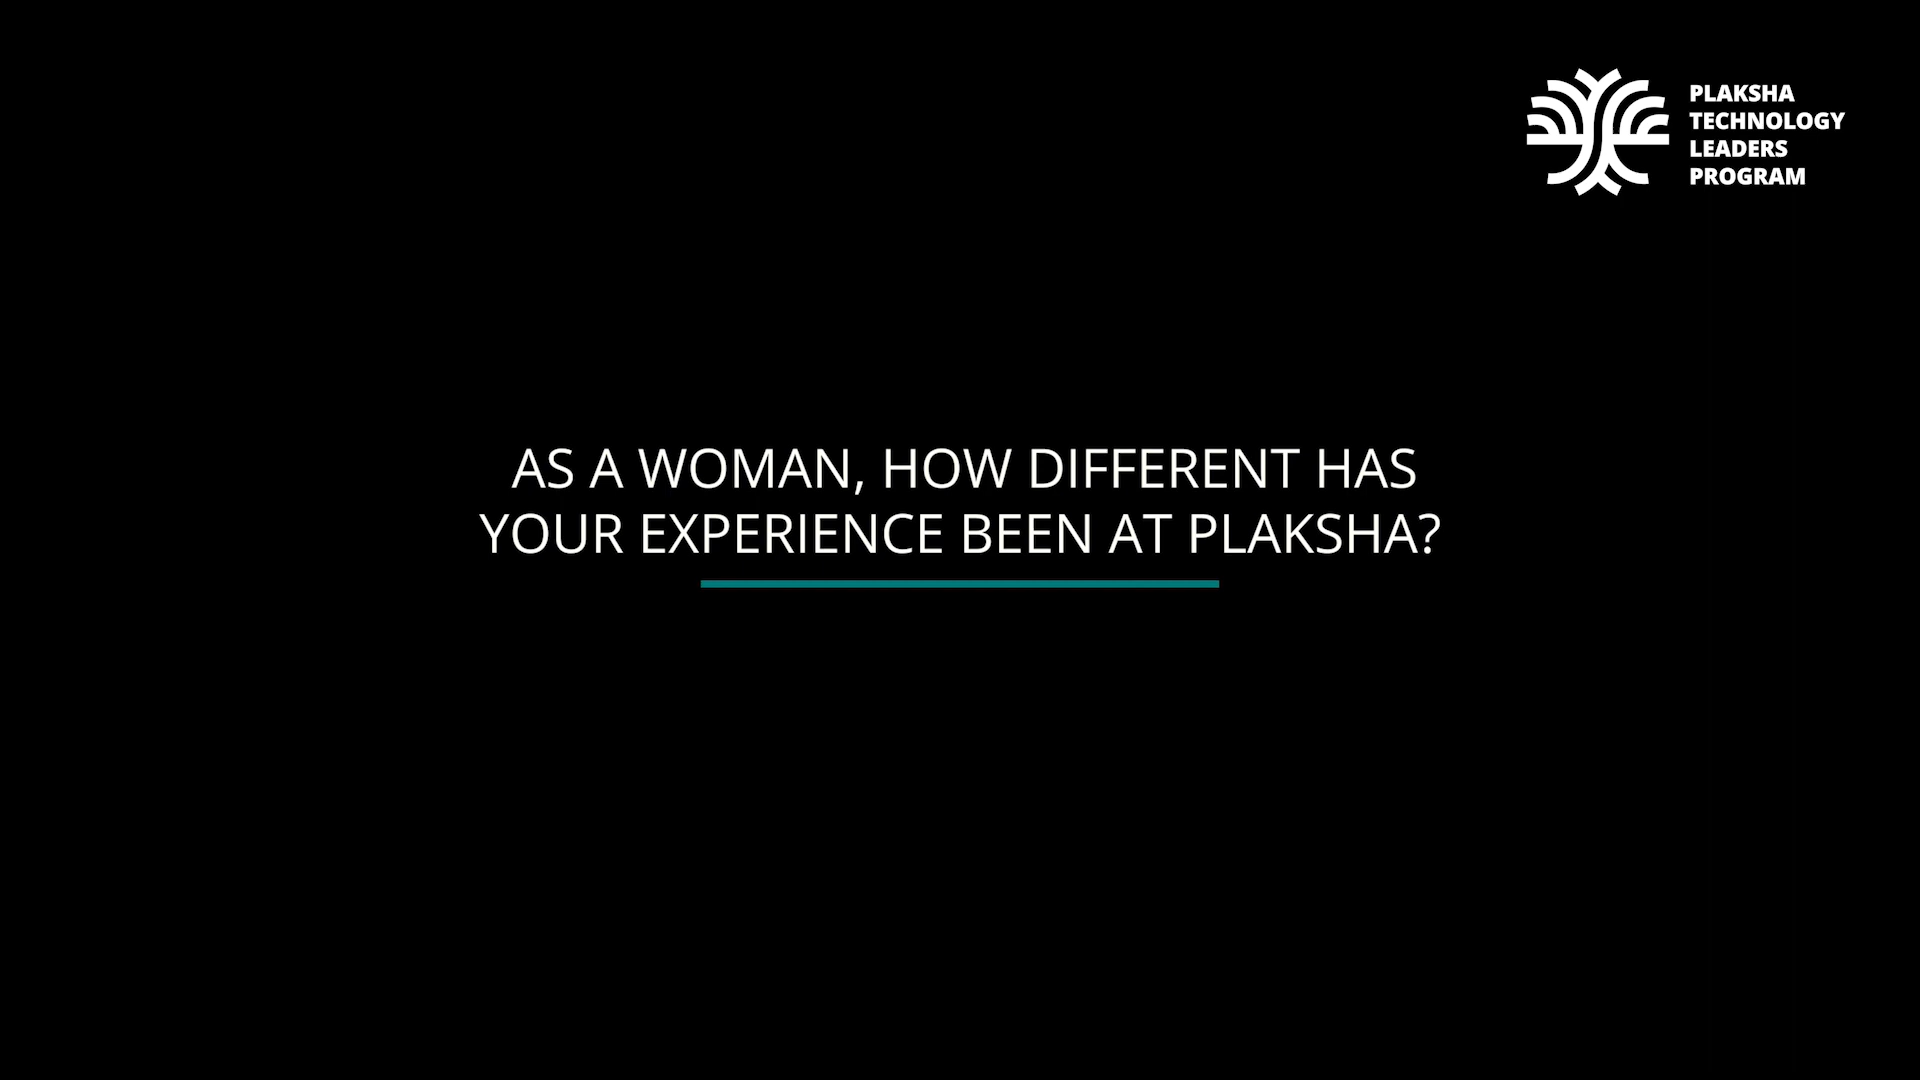 PLAKSHA
TECHNOLOGY
LEADERS
PROGRAM
AS A WOMAN, HOW DIFFERENT HAS
YOUR EXPERIENCE BEEN AT PLAKSHA?